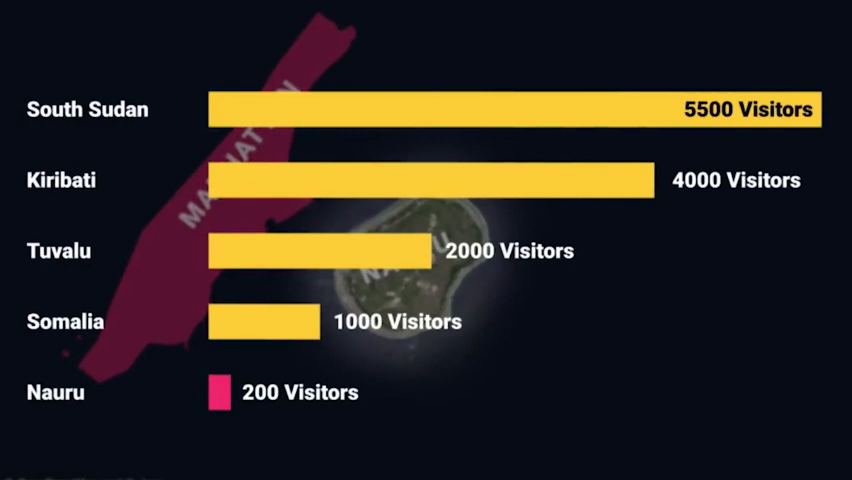 South Sudan 5500 Visitors
Kiribati 4000 Visitors
Tuvalu 2000 Visitors
Somalia 1000 Visitors
Nauru 200 Visitors